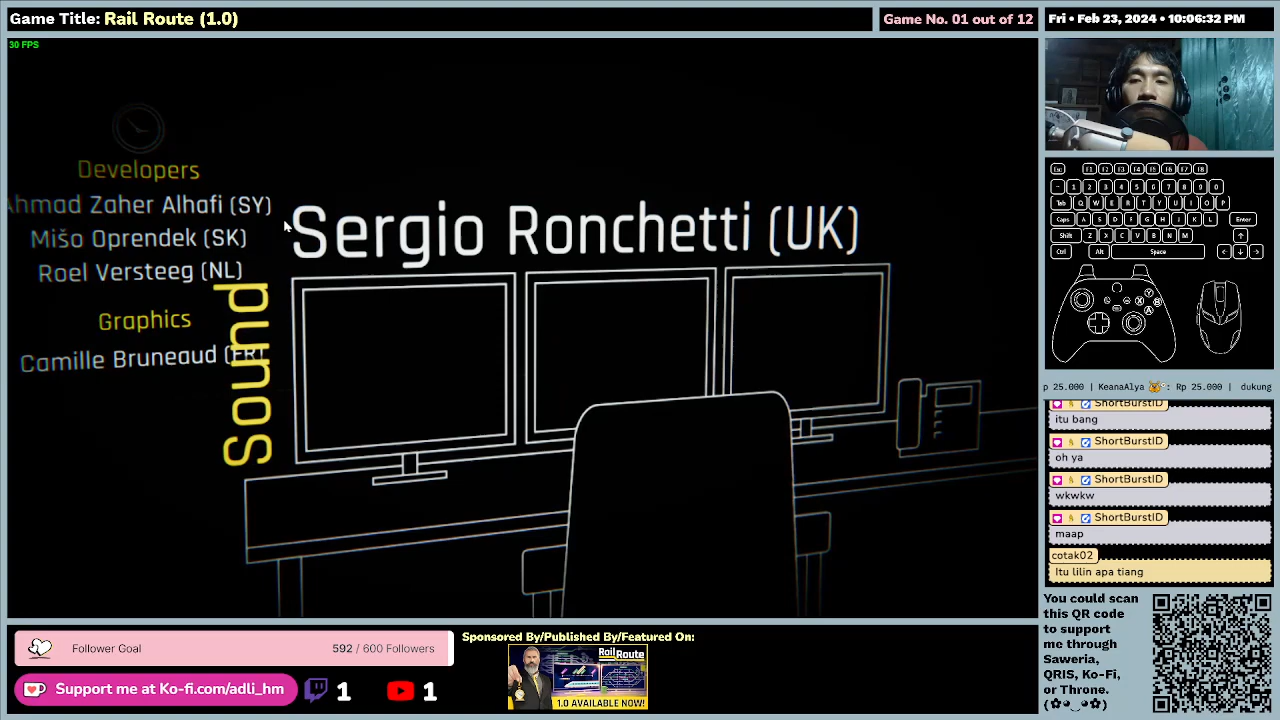 Game Title: Rail Route (1.0)
Game No. 01 out of 12
Fri • Feb 23, 2024 • 10:06:32 PM
30 FPS
Developers
Ahmad Zaher Alhafi (SY)
Mišo Oprendek (SK)
Roel Versteeg (NL)
Graphics
Camille Bruneaud (FR)
Sound
Sergio Ronchetti (UK)
p 25.000 | KeanaAlya 🐯: Rp 25.000 | dukung
ShortBurstID
itu bang
ShortBurstID
oh ya
ShortBurstID
wkwkw
ShortBurstID
maap
cotak02
Itu lilin apa tiang
Follower Goal
592 / 600 Followers
Support me at Ko-fi.com/adli_hm
1
1
Sponsored By/Published By/Featured On:
Rail
Route
1.0 AVAILABLE NOW!
You could scan
this QR code
to support
me through
Saweria,
QRIS, Ko-Fi,
or Throne.
(✿◕‿◕✿)